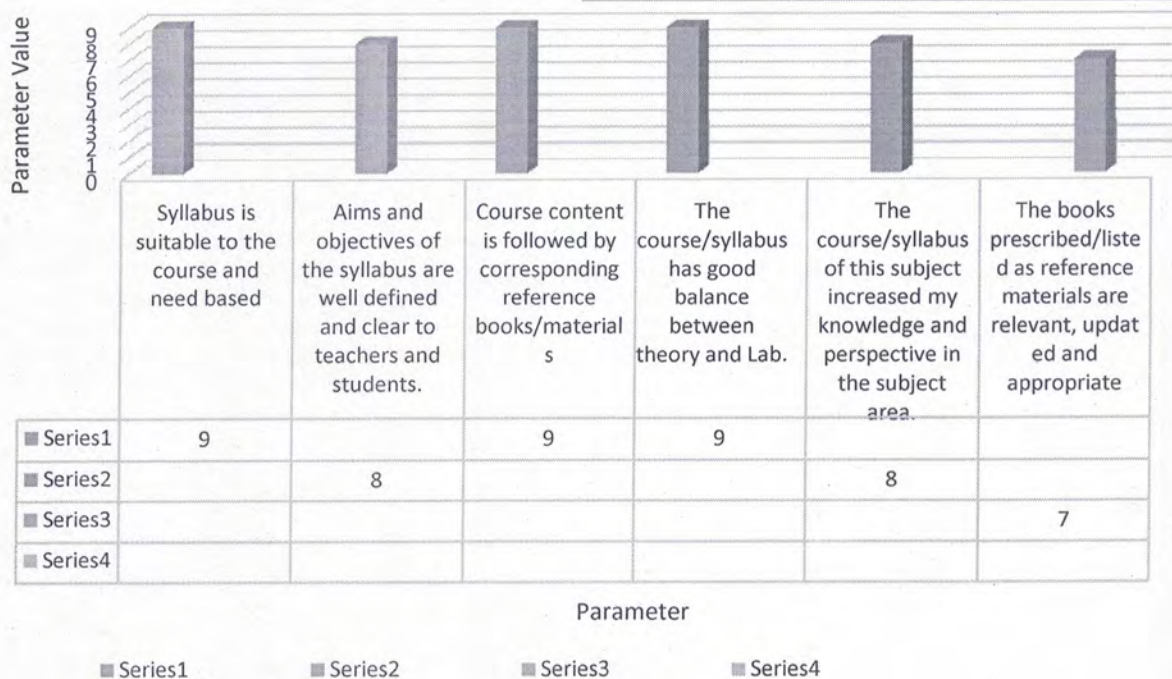 Parameter Value
9
8
7
6
5
4
3
2
1
0
Syllabus is
suitable to the
course and
need based
Aims and
objectives of
the syllabus are
well defined
and clear to
teachers and
students.
Course content
is followed by
corresponding
reference
books/material
s
The
course/syllabus
has good
balance
between
theory and Lab.
The
course/syllabus
of this subject
increased my
knowledge and
perspective in
the subject
area.
The books
prescribed/liste
d as reference
materials are
relevant, updat
ed and
appropriate
Series1 9 9 9
Series2 8 8
Series3 7
Series4
Parameter
Series1 Series2 Series3 Series4